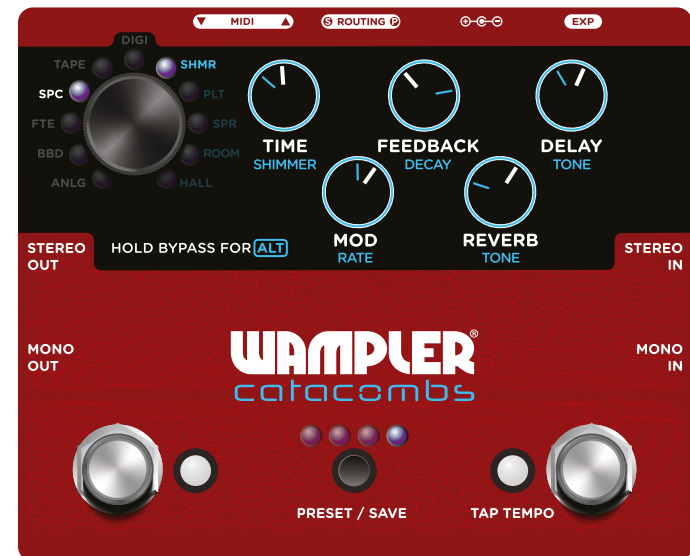 MIDI
S ROUTING P
EXP
DIGI
TAPE
SHMR
SPC
PLT
FTE
SPR
BBD
ROOM
ANLG
HALL
TIME
SHIMMER
FEEDBACK
DECAY
DELAY
TONE
MOD
RATE
REVERB
TONE
STEREO
OUT
HOLD BYPASS FOR ALT
STEREO
IN
MONO
OUT
WAMPLER®
catacombs
MONO
IN
PRESET / SAVE
TAP TEMPO